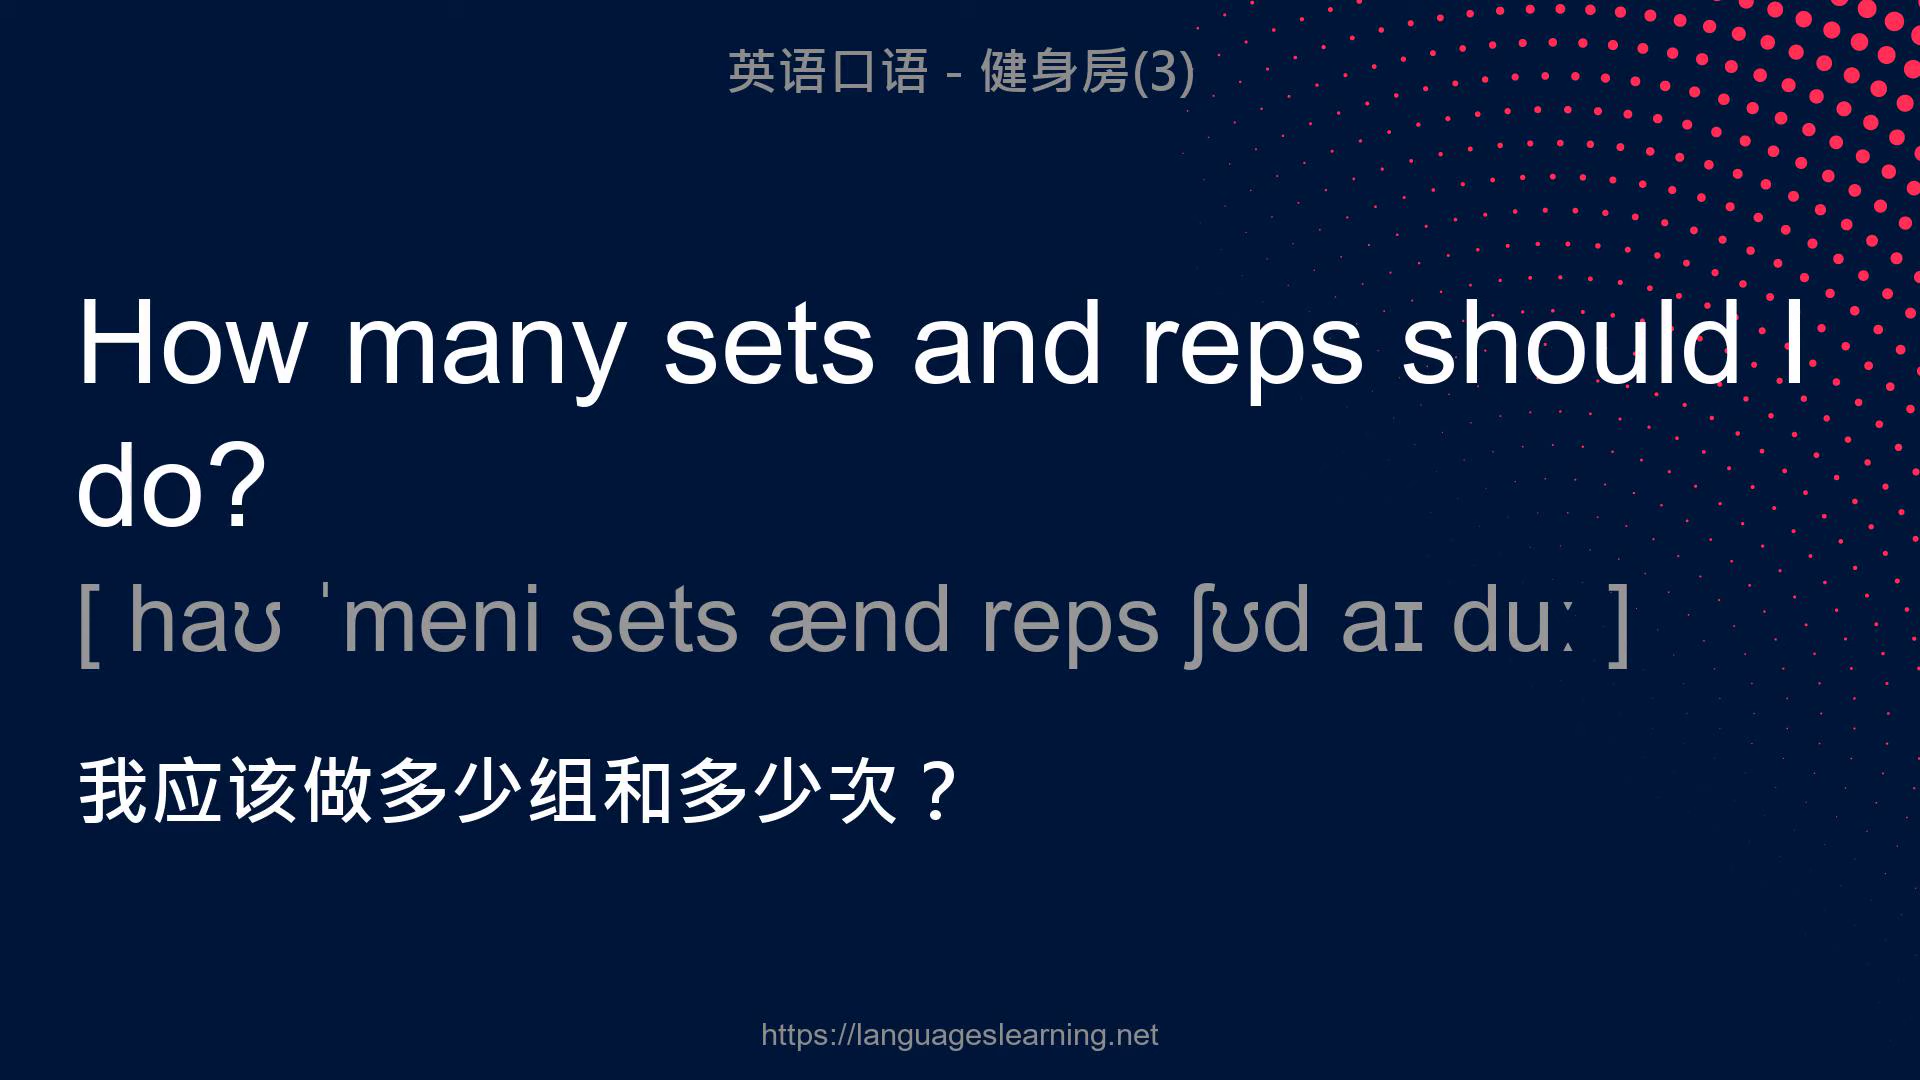 英语口语 - 健身房(3)
How many sets and reps should I
do?
[ haʊ ˈmeni sets ænd reps ʃʊd aɪ duː ]
我应该做多少组和多少次？
https://languageslearning.net